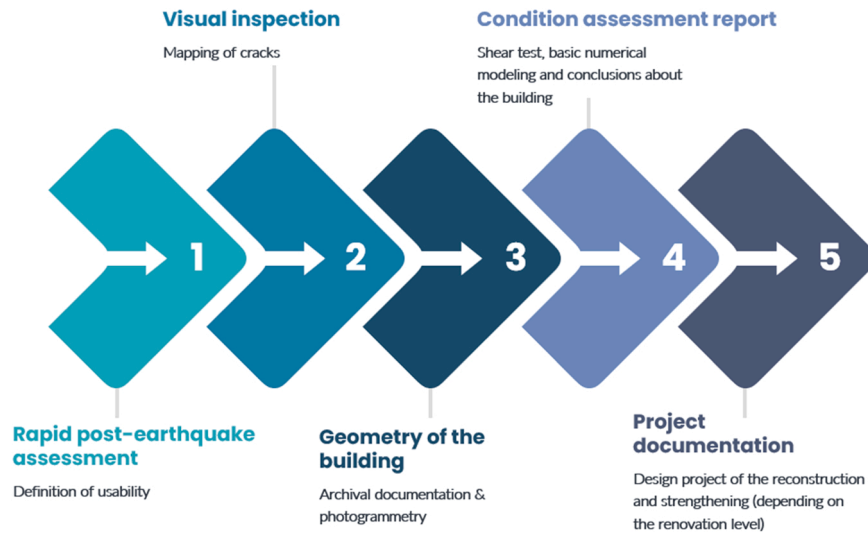 Visual inspection
Mapping of cracks
Condition assessment report
Shear test, basic numerical
modeling and conclusions about
the building
1
2
3
4
5
Rapid post-earthquake
assessment
Definition of usability
Geometry of the
building
Archival documentation &
photogrammetry
Project
documentation
Design project of the reconstruction
and strengthening (depending on
the renovation level)